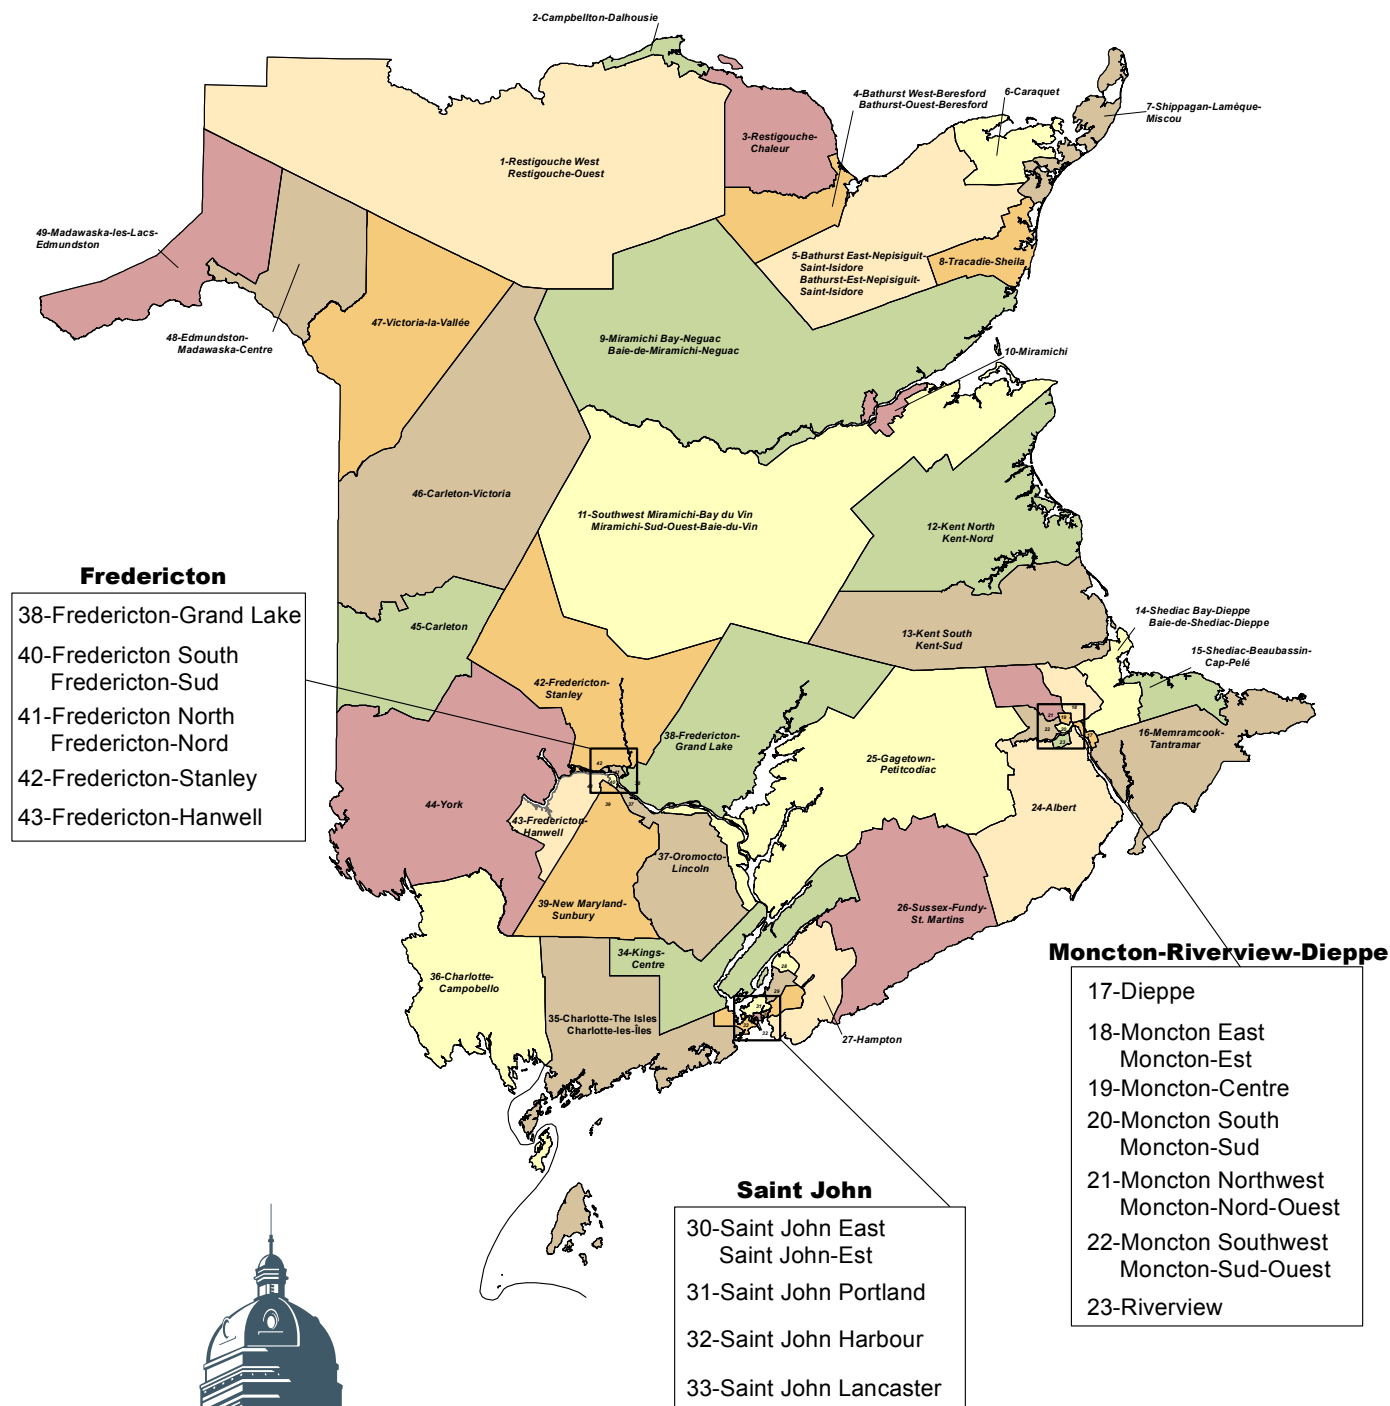 2-Campbellton-Dalhousie
4-Bathurst West-Beresford
Bathurst-Ouest-Beresford
6-Caraquet
7-Shippagan-Lamèque-
Miscou
3-Restigouche-
Chaleur
1-Restigouche West
Restigouche-Ouest
49-Madawaska-les-Lacs-
Edmundston
5-Bathurst East-Nepisiguit-
Saint-Isidore
Bathurst-Est-Nepisiguit-
Saint-Isidore
8-Tracadie-Sheila
47-Victoria-la-Vallée
48-Edmundston-
Madawaska-Centre
9-Miramichi Bay-Neguac
Baie-de-Miramichi-Neguac
10-Miramichi
46-Carleton-Victoria
11-Southwest Miramichi-Bay du Vin
Miramichi-Sud-Ouest-Baie-du-Vin
12-Kent North
Kent-Nord
Fredericton
38-Fredericton-Grand Lake
40-Fredericton South
Fredericton-Sud
41-Fredericton North
Fredericton-Nord
42-Fredericton-Stanley
43-Fredericton-Hanwell
45-Carleton
13-Kent South
Kent-Sud
14-Shediac Bay-Dieppe
Baie-de-Shediac-Dieppe
15-Shediac-Beaubassin-
Cap-Pelé
42-Fredericton-
Stanley
38-Fredericton-
Grand Lake
16-Memramcook-
Tantramar
25-Gagetown-
Petitcodiac
44-York
24-Albert
43-Fredericton-
Hanwell
37-Oromocto-
Lincoln
39-New Maryland-
Sunbury
26-Sussex-Fundy-
St. Martins
34-Kings-
Centre
36-Charlotte-
Campobello
35-Charlotte-The Isles
Charlotte-les-Îles
27-Hampton
Moncton-Riverview-Dieppe
17-Dieppe
18-Moncton East
Moncton-Est
19-Moncton-Centre
20-Moncton South
Moncton-Sud
21-Moncton Northwest
Moncton-Nord-Ouest
22-Moncton Southwest
Moncton-Sud-Ouest
23-Riverview
Saint John
30-Saint John East
Saint John-Est
31-Saint John Portland
32-Saint John Harbour
33-Saint John Lancaster